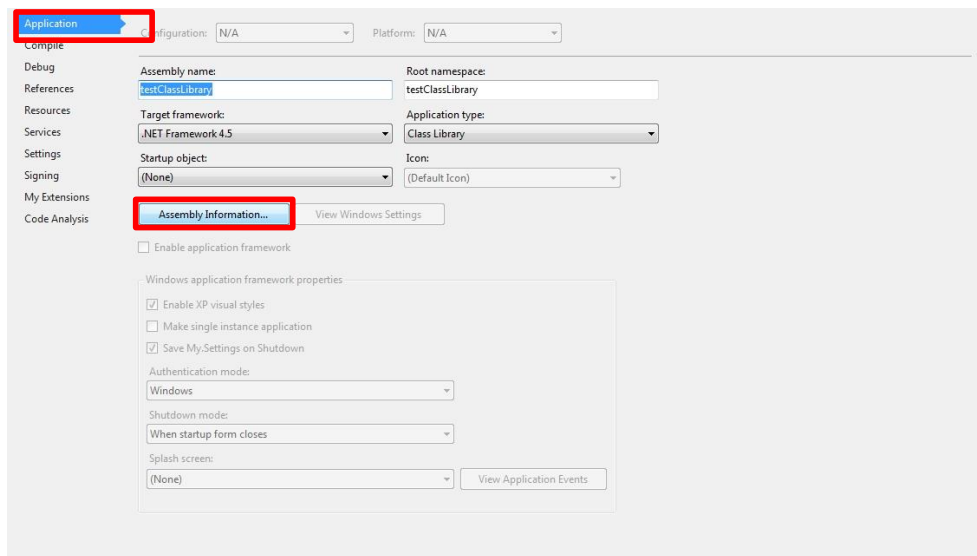 Application
Compile
Debug
References
Resources
Services
Settings
Signing
My Extensions
Code Analysis
Configuration: N/A Platform: N/A
Assembly name: Root namespace:
testClassLibrary testClassLibrary
Target framework: Application type:
.NET Framework 4.5 Class Library
Startup object: Icon:
(None) (Default Icon)
Assembly Information... View Windows Settings
Enable application framework
Windows application framework properties
Enable XP visual styles
Make single instance application
Save My.Settings on Shutdown
Authentication mode:
Windows
Shutdown mode:
When startup form closes
Splash screen:
(None) View Application Events